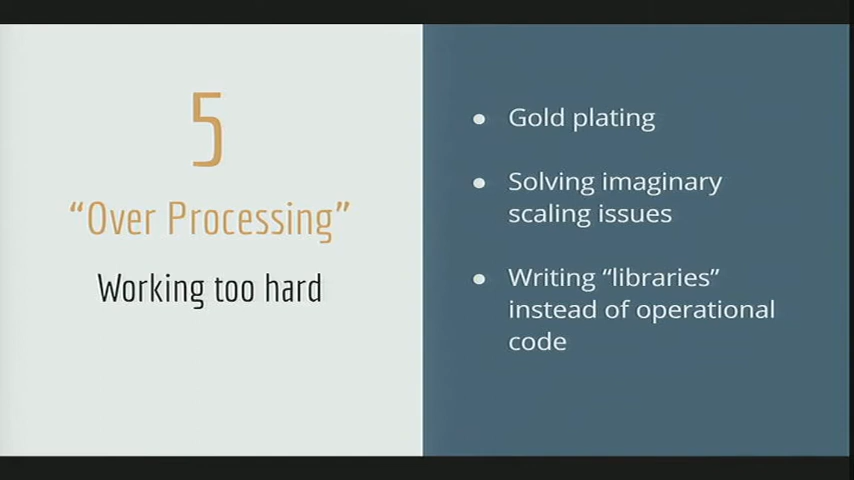 5
“Over Processing”
Working too hard
● Gold plating
● Solving imaginary
scaling issues
● Writing “libraries”
instead of operational
code